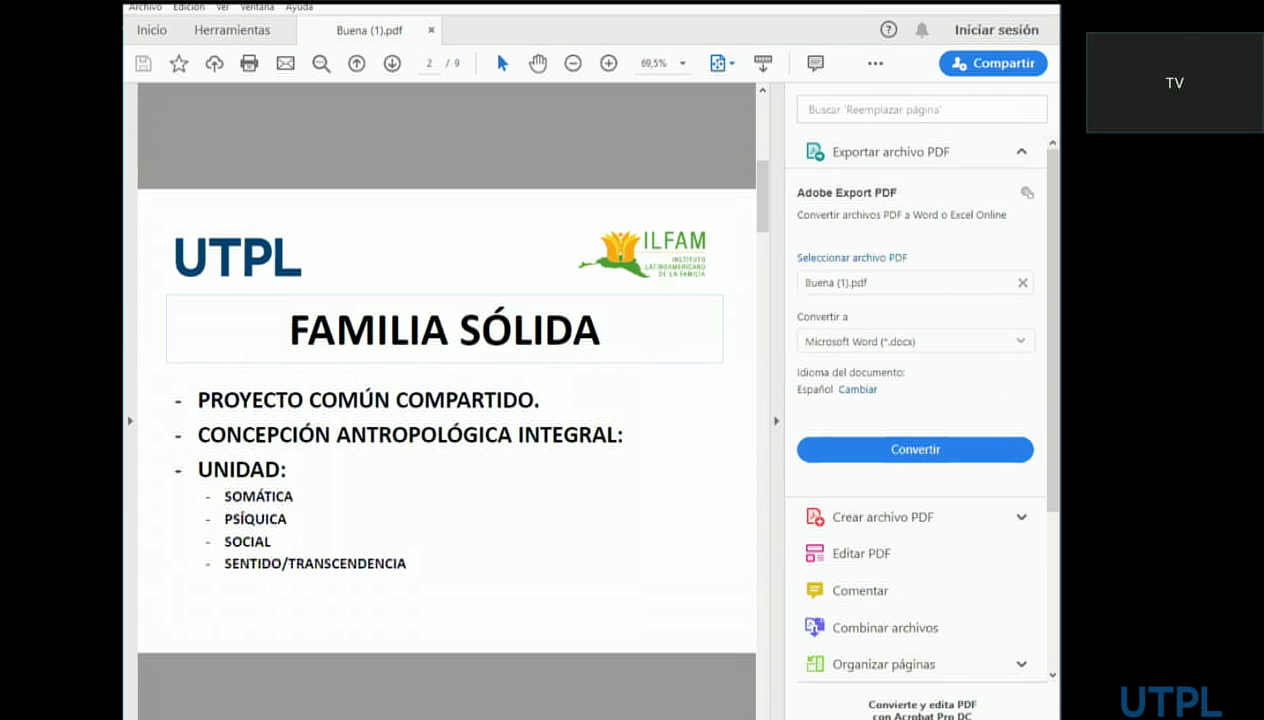 Archivo Edición Ver Ventana Ayuda
Inicio Herramientas Buena (1).pdf × Iniciar sesión
2 / 9 69,5% Compartir
TV
Buscar 'Reemplazar página'
Exportar archivo PDF
Adobe Export PDF
Convertir archivos PDF a Word o Excel Online
Seleccionar archivo PDF
Buena (1).pdf
Convertir a
Microsoft Word (*.docx)
Idioma del documento:
Español Cambiar
Convertir
Crear archivo PDF
Editar PDF
Comentar
Combinar archivos
Organizar páginas
Convierte y edita PDF
con Acrobat Pro DC
UTPL
ILFAM
INSTITUTO
LATINOAMERICANO
DE LA FAMILIA
FAMILIA SÓLIDA
- PROYECTO COMÚN COMPARTIDO.
- CONCEPCIÓN ANTROPOLÓGICA INTEGRAL:
- UNIDAD:
- SOMÁTICA
- PSÍQUICA
- SOCIAL
- SENTIDO/TRANSCENDENCIA
UTPL